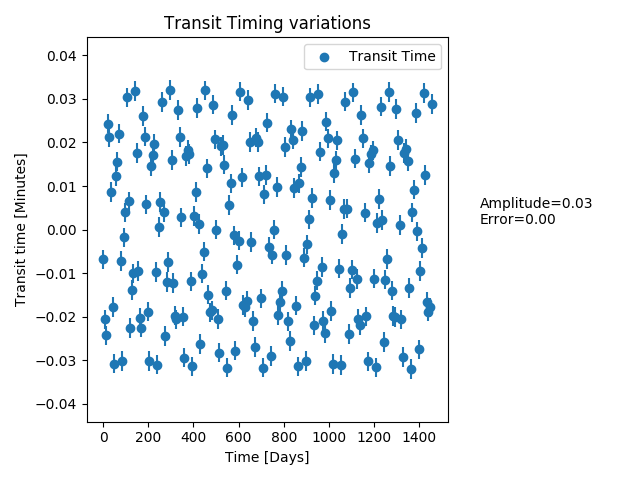 Transit Timing variations
Transit Time
0.04
0.03
0.02
0.01
0.00
−0.01
−0.02
−0.03
−0.04
Transit time [Minutes]
0 200 400 600 800 1000 1200 1400
Time [Days]
Amplitude=0.03
Error=0.00